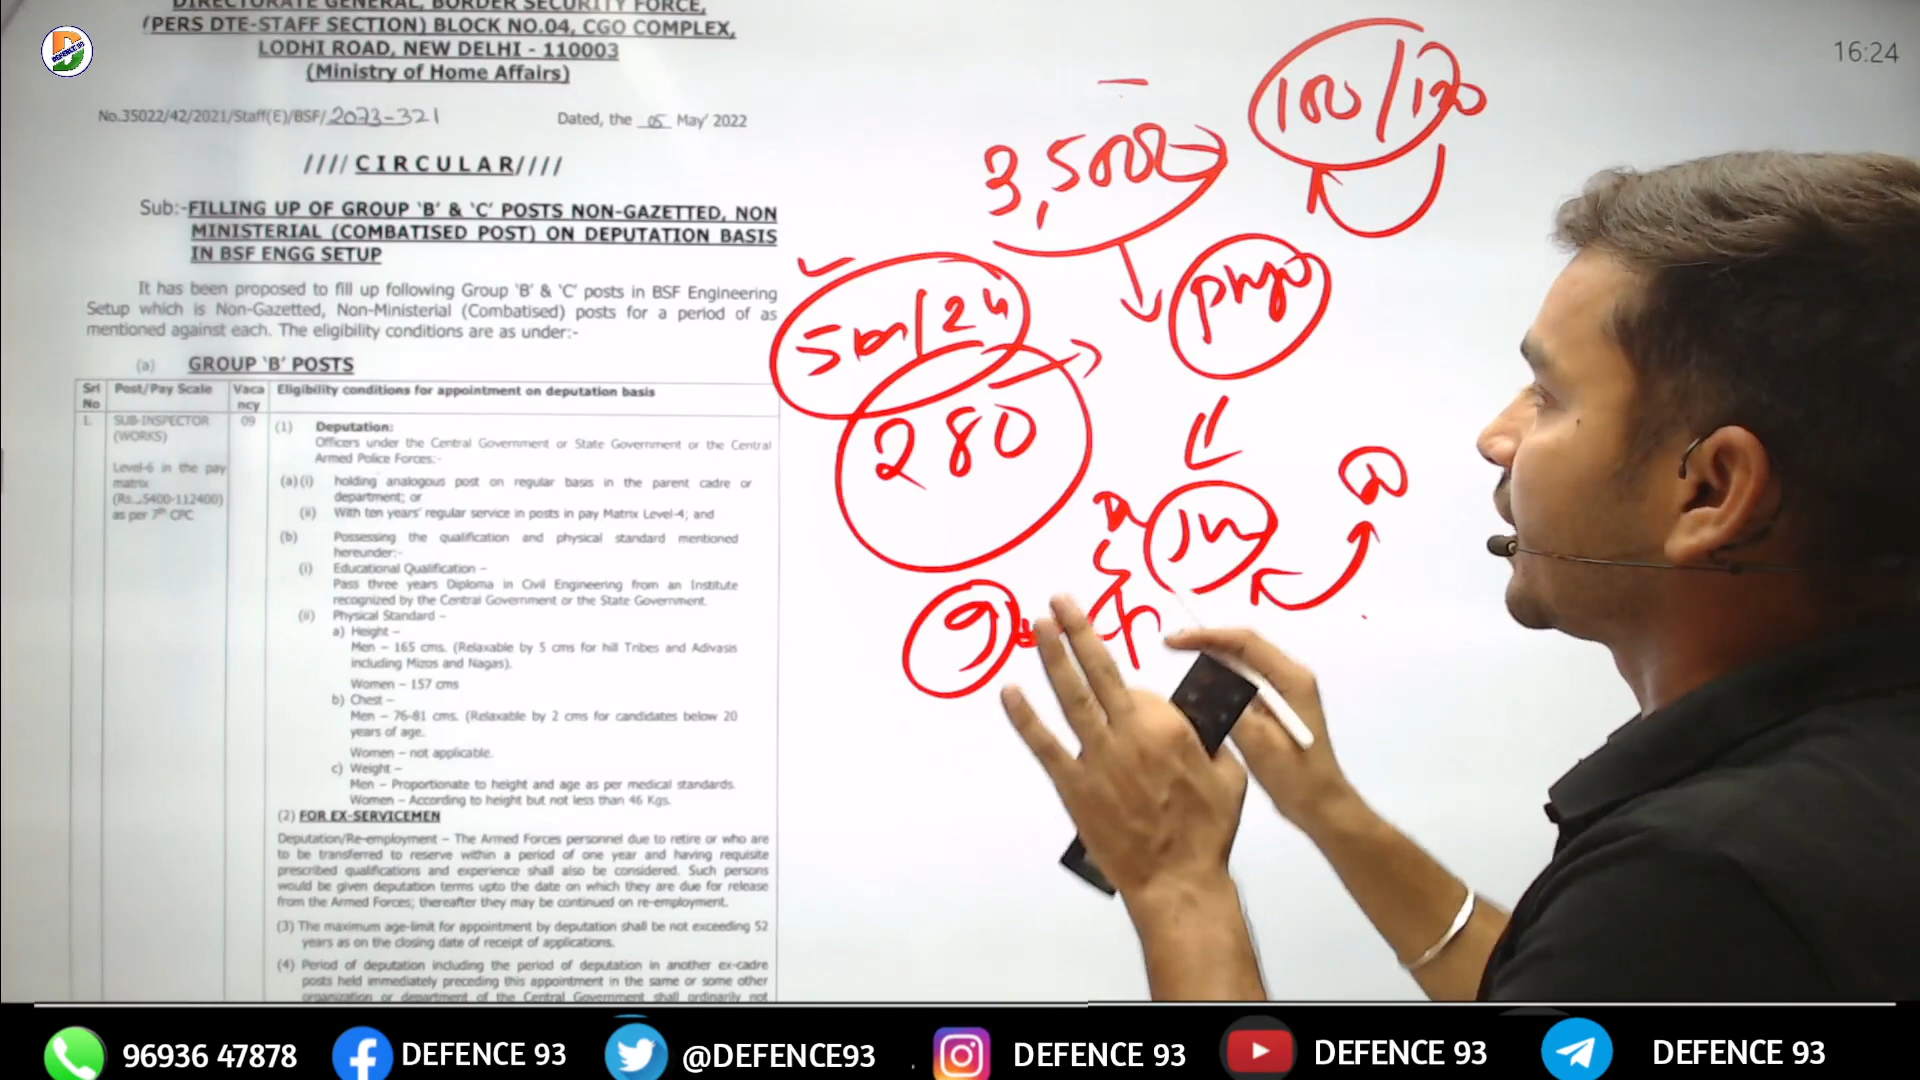 DIRECTORATE GENERAL, BORDER SECURITY FORCE,
(PERS DTE-STAFF SECTION) BLOCK NO.04, CGO COMPLEX,
LODHI ROAD, NEW DELHI - 110003
(Ministry of Home Affairs)
DEFENCE 93
16:24
No.35022/42/2021/Staff(E)/BSF/2073-321 Dated, the 05 May' 2022
////CIRCULAR////
Sub:-FILLING UP OF GROUP 'B' & 'C' POSTS NON-GAZETTED, NON
MINISTERIAL (COMBATISED POST) ON DEPUTATION BASIS
IN BSF ENGG SETUP
It has been proposed to fill up following Group 'B' & 'C' posts in BSF Engineering
Setup which is Non-Gazetted, Non-Ministerial (Combatised) posts for a period of as
mentioned against each. The eligibility conditions are as under:-
(a) GROUP 'B' POSTS
Srl No Post/Pay Scale Vaca ncy Eligibility conditions for appointment on deputation basis
1. SUB-INSPECTOR (WORKS) 09
Level-6 in the pay
matrix
(Rs. 5400-112400)
as per 7th CPC
(1) Deputation:
Officers under the Central Government or State Government or the Central
Armed Police Forces:-
(a)(i) holding analogous post on regular basis in the parent cadre or
department; or
(ii) With ten years' regular service in posts in pay Matrix Level-4; and
(b) Possessing the qualification and physical standard mentioned
hereunder:-
(i) Educational Qualification –
Pass three years Diploma in Civil Engineering from an Institute
recognized by the Central Government or the State Government.
(ii) Physical Standard –
a) Height –
Men – 165 cms. (Relaxable by 5 cms for hill Tribes and Adivasis
including Mizos and Nagas).
Women – 157 cms
b) Chest –
Men – 76-81 cms. (Relaxable by 2 cms for candidates below 20
years of age.
Women – not applicable.
c) Weight –
Men – Proportionate to height and age as per medical standards.
Women – According to height but not less than 46 Kgs.
(2) FOR EX-SERVICEMEN
Deputation/Re-employment – The Armed Forces personnel due to retire or who are
to be transferred to reserve within a period of one year and having requisite
prescribed qualifications and experience shall also be considered. Such persons
would be given deputation terms upto the date on which they are due for release
from the Armed Forces; thereafter they may be continued on re-employment.
(3) The maximum age-limit for appointment by deputation shall be not exceeding 52
years as on the closing date of receipt of applications.
(4) Period of deputation including the period of deputation in another ex-cadre
posts held immediately preceding this appointment in the same or some other
organization or department of the Central Government shall ordinarily not
100/120
3,500
5km/24
280
9
96936 47878 DEFENCE 93 @DEFENCE93 DEFENCE 93 DEFENCE 93 DEFENCE 93